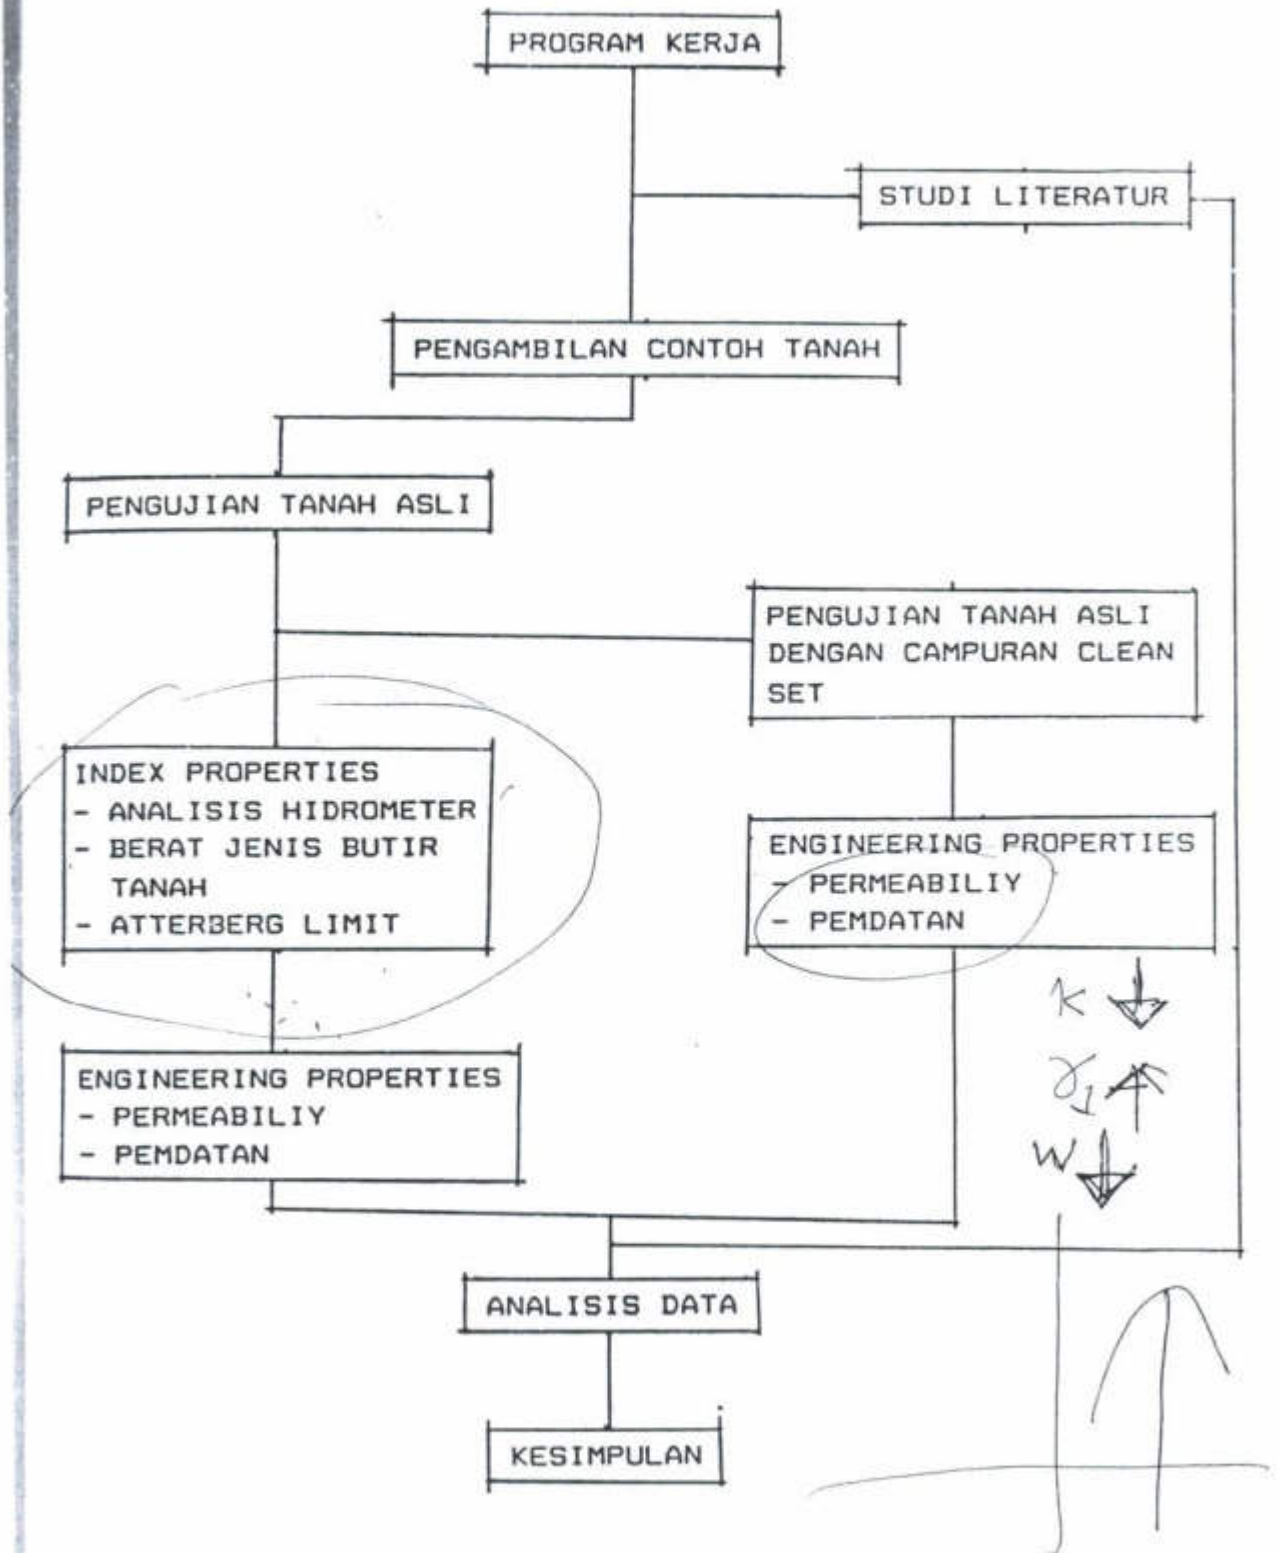 PROGRAM KERJA
STUDI LITERATUR
PENGAMBILAN CONTOH TANAH
PENGUJIAN TANAH ASLI
PENGUJIAN TANAH ASLI
DENGAN CAMPURAN CLEAN
SET
INDEX PROPERTIES
- ANALISIS HIDROMETER
- BERAT JENIS BUTIR
TANAH
- ATTERBERG LIMIT
ENGINEERING PROPERTIES
- PERMEABILIY
- PEMDATAN
K ↓
γd ↑
W ↓
ENGINEERING PROPERTIES
- PERMEABILIY
- PEMDATAN
ANALISIS DATA
KESIMPULAN